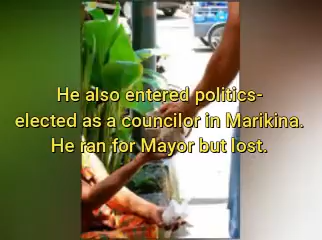 He also entered politics-
elected as a councilor in Marikina.
He ran for Mayor but lost.